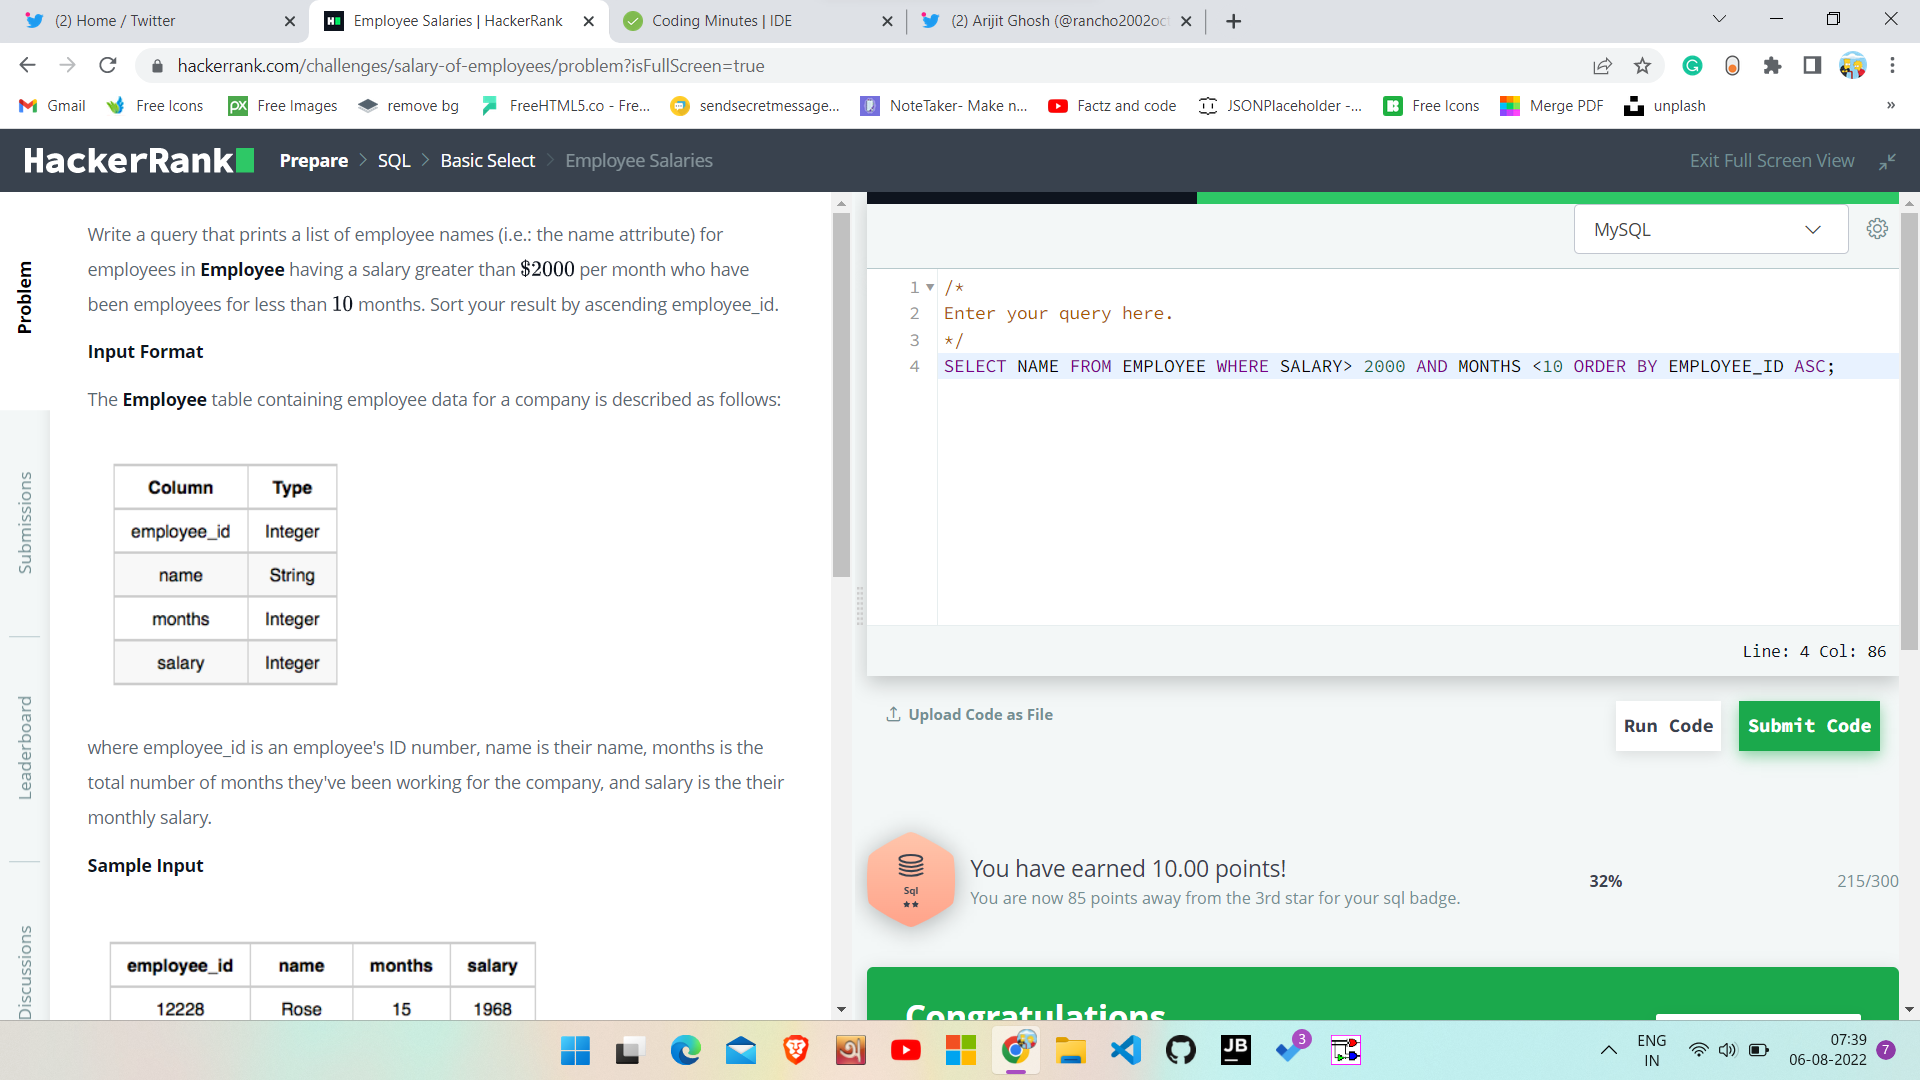 (2) Home / Twitter
Employee Salaries | HackerRank
Coding Minutes | IDE
(2) Arijit Ghosh (@rancho2002oc
hackerrank.com/challenges/salary-of-employees/problem?isFullScreen=true
Gmail
Free Icons
Free Images
remove bg
FreeHTML5.co - Fre...
sendsecretmessage...
NoteTaker- Make n...
Factz and code
JSONPlaceholder -...
Free Icons
Merge PDF
unplash
»
HackerRank
Prepare > SQL > Basic Select > Employee Salaries
Exit Full Screen View
Problem
Submissions
Leaderboard
Discussions
Write a query that prints a list of employee names (i.e.: the name attribute) for
employees in Employee having a salary greater than $2000 per month who have
been employees for less than 10 months. Sort your result by ascending employee_id.
Input Format
The Employee table containing employee data for a company is described as follows:
Column Type
employee_id Integer
name String
months Integer
salary Integer
where employee_id is an employee's ID number, name is their name, months is the
total number of months they've been working for the company, and salary is the their
monthly salary.
Sample Input
employee_id name months salary
12228 Rose 15 1968
MySQL
1 /*
2 Enter your query here.
3 */
4 SELECT NAME FROM EMPLOYEE WHERE SALARY> 2000 AND MONTHS <10 ORDER BY EMPLOYEE_ID ASC;
Line: 4 Col: 86
Upload Code as File
Run Code
Submit Code
Sql
You have earned 10.00 points!
You are now 85 points away from the 3rd star for your sql badge.
32%
215/300
Congratulations
JB
3
ENG
IN
07:39
06-08-2022
7